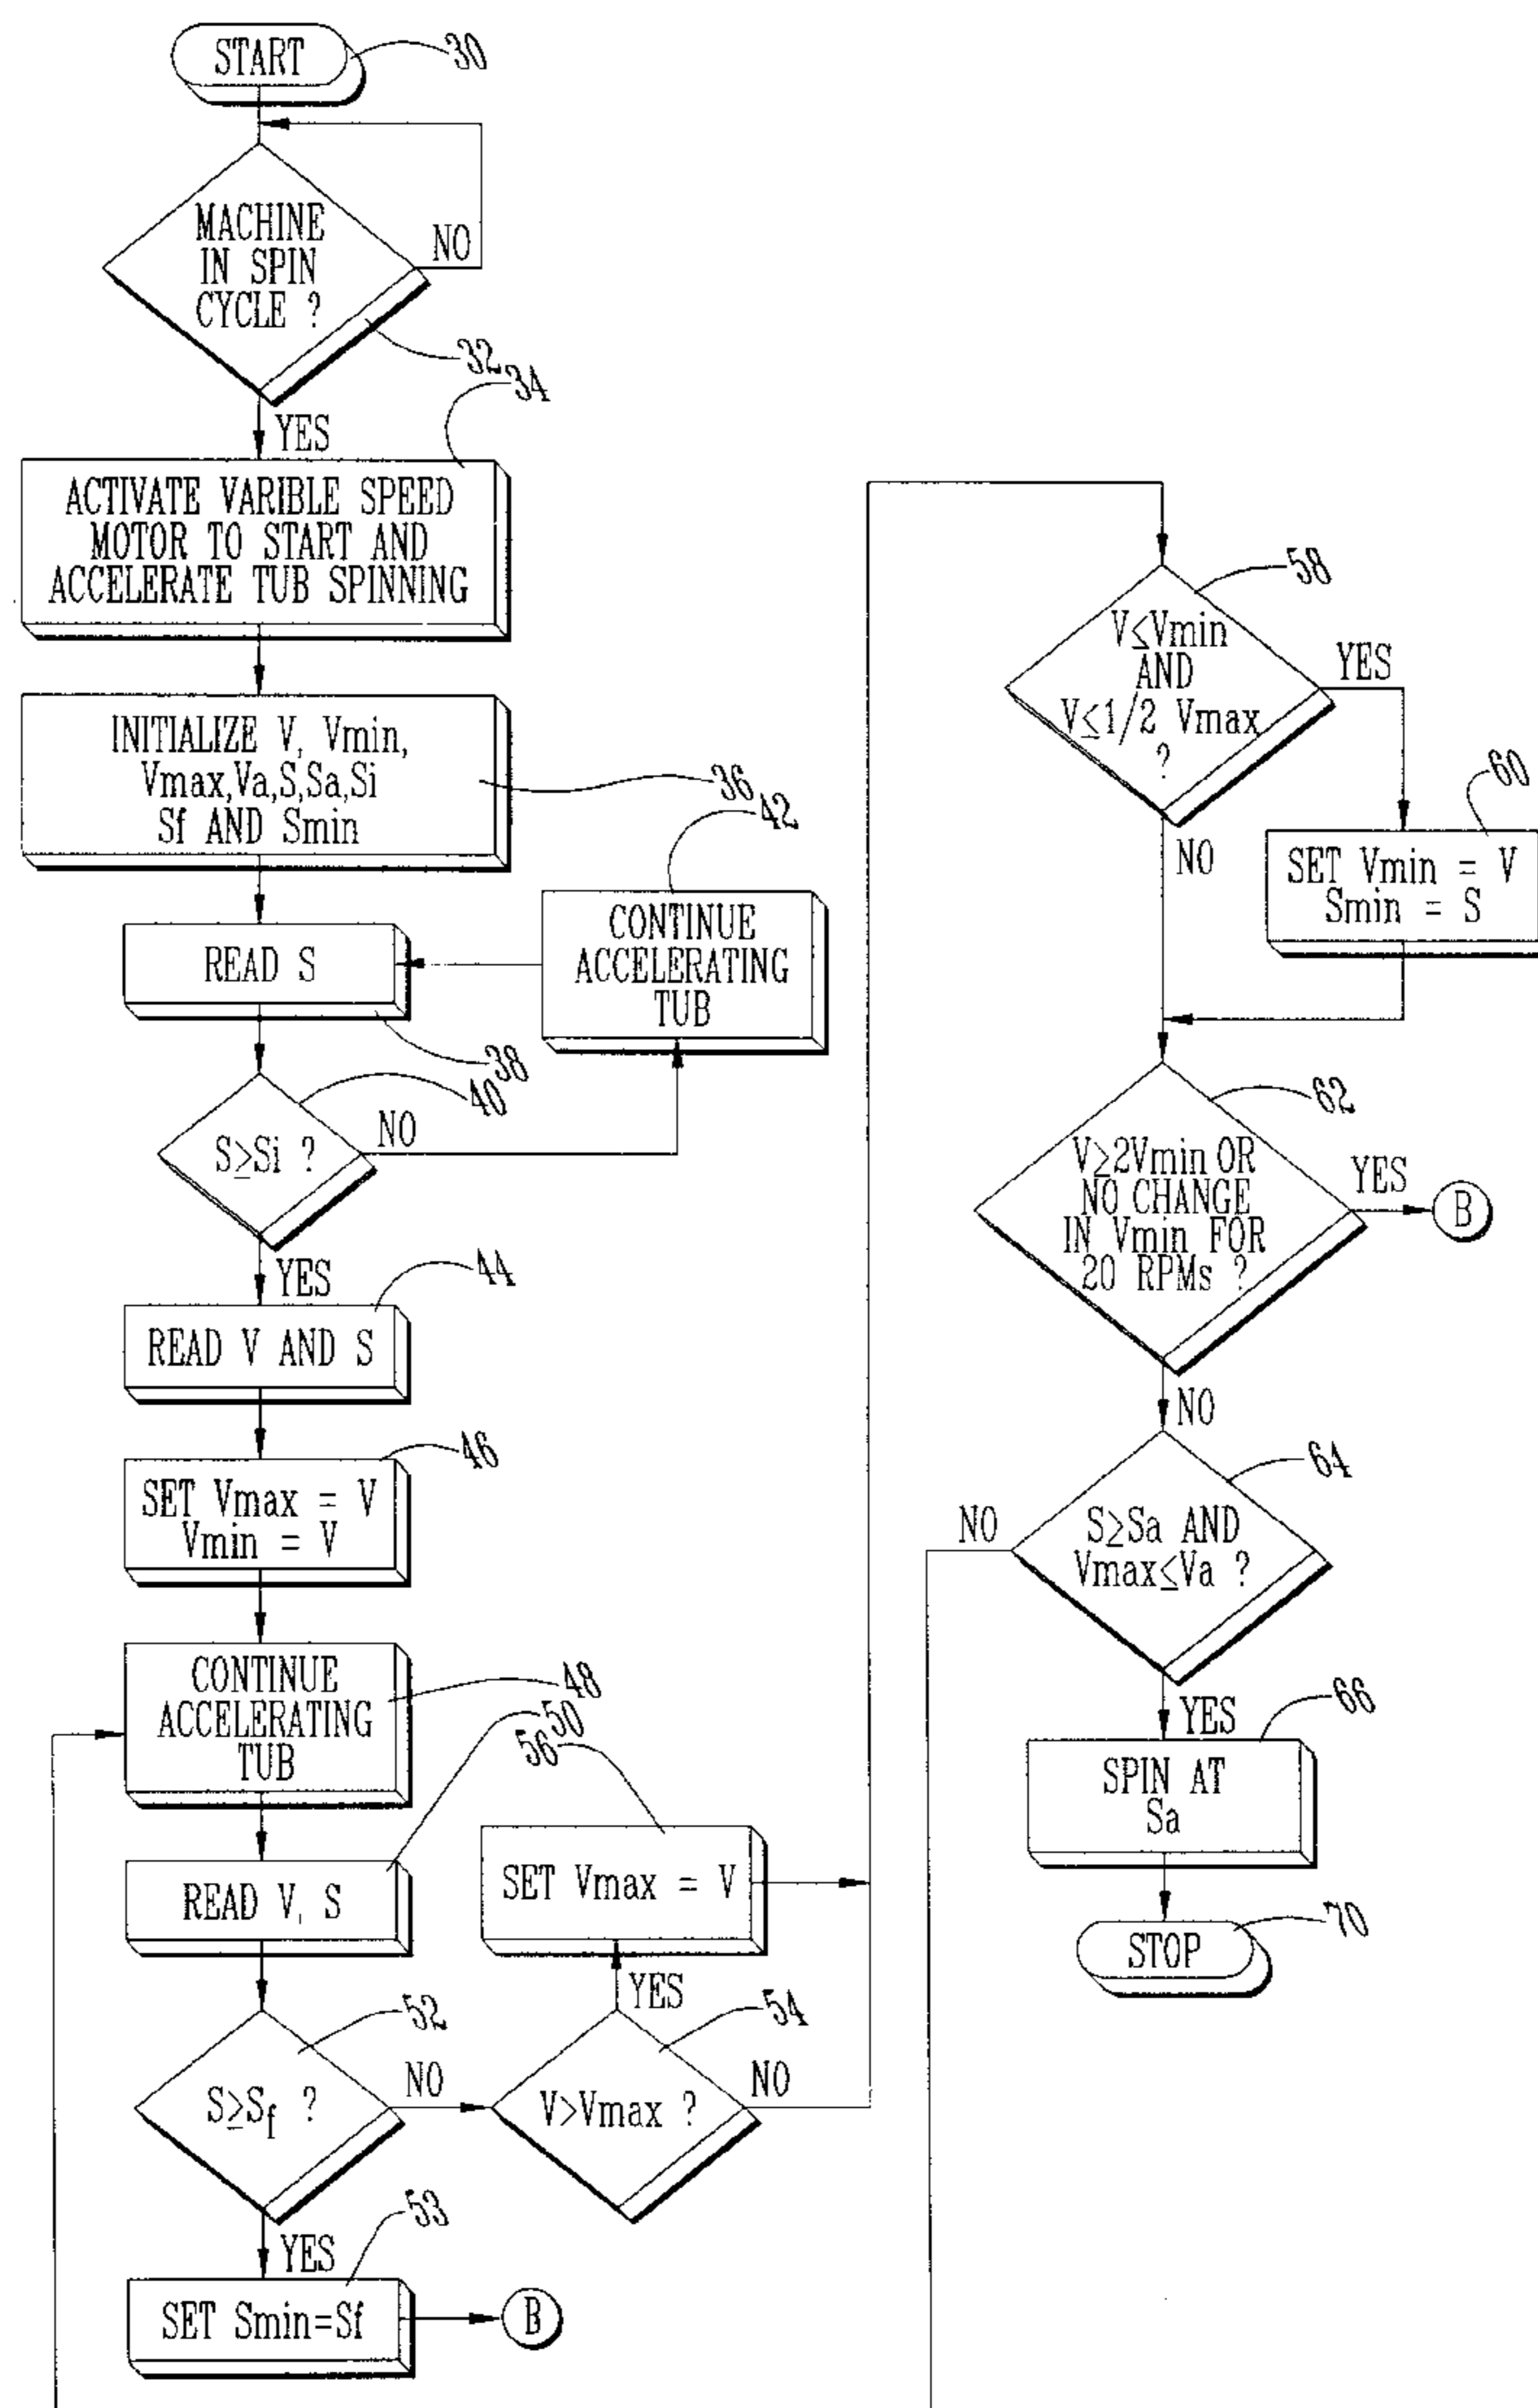 START
30
MACHINE
IN SPIN
CYCLE ?
NO
32
YES
34
ACTIVATE VARIBLE SPEED
MOTOR TO START AND
ACCELERATE TUB SPINNING
INITIALIZE V, Vmin,
Vmax,Va,S,Sa,Si
Sf AND Smin
36
42
CONTINUE
ACCELERATING
TUB
READ S
38
40
S≥Si ?
NO
YES
44
READ V AND S
46
SET Vmax = V
Vmin = V
48
CONTINUE
ACCELERATING
TUB
50
READ V, S
56
SET Vmax = V
52
S≥Sf ?
NO
YES
54
V>Vmax ?
YES
NO
53
SET Smin=Sf
B
58
V≤Vmin
AND
V≤1/2 Vmax
?
YES
NO
60
SET Vmin = V
Smin = S
62
V≥2Vmin OR
NO CHANGE
IN Vmin FOR
20 RPMs ?
YES
B
NO
64
S≥Sa AND
Vmax≤Va ?
NO
YES
66
SPIN AT
Sa
STOP
70